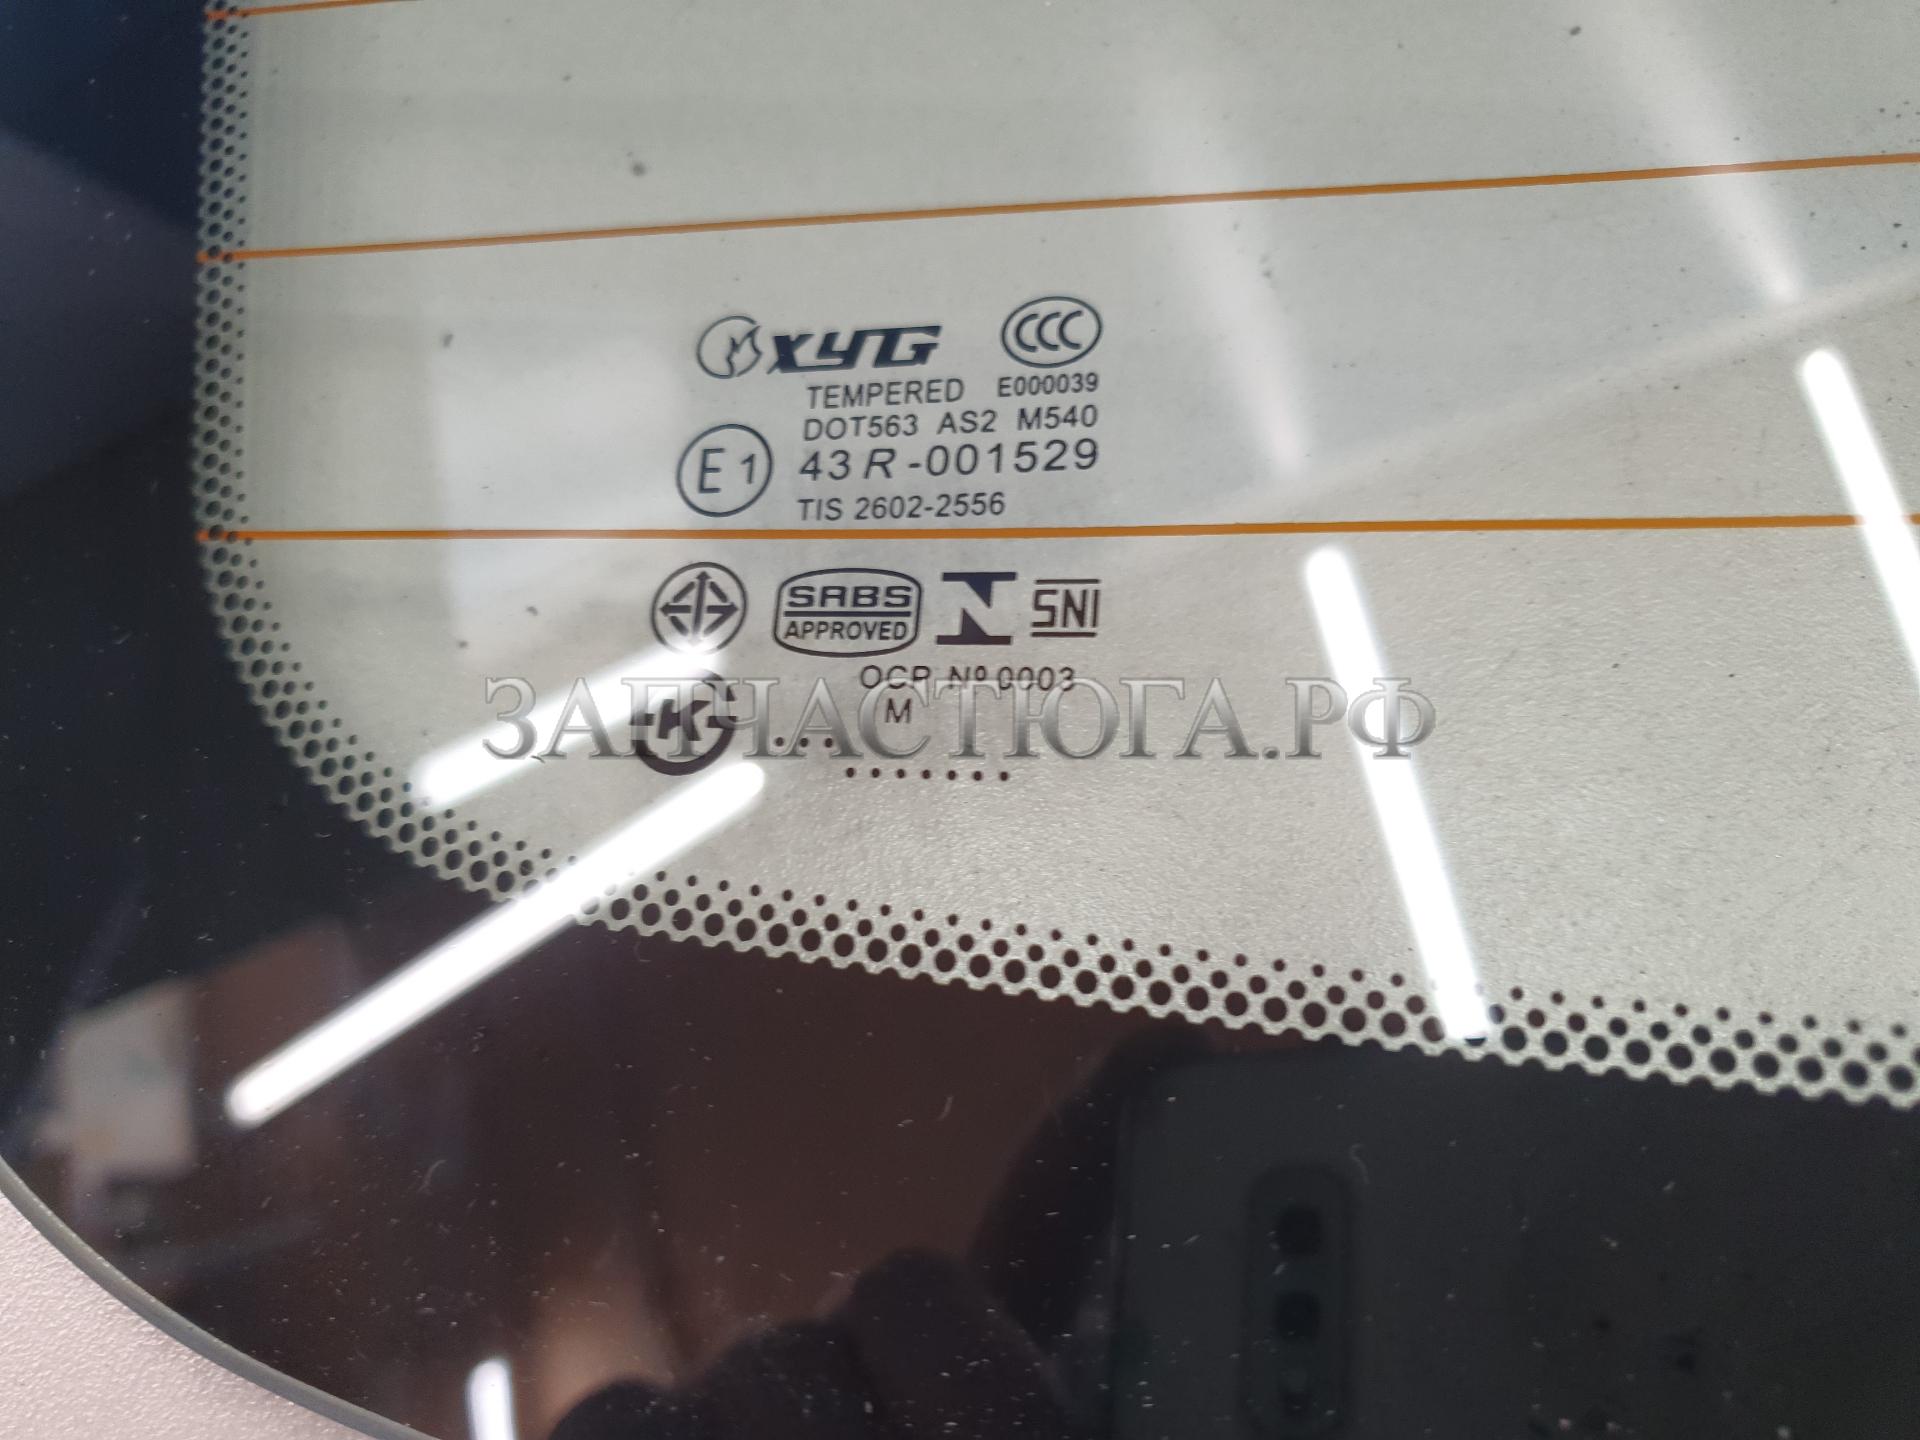 XYG CCC
TEMPERED E000039
DOT563 AS2 M540
E1 43R-001529
TIS 2602-2556
SABS APPROVED N SNI
OCP Nº 0003
K M
ЗАПЧАСТЮГА.РФ